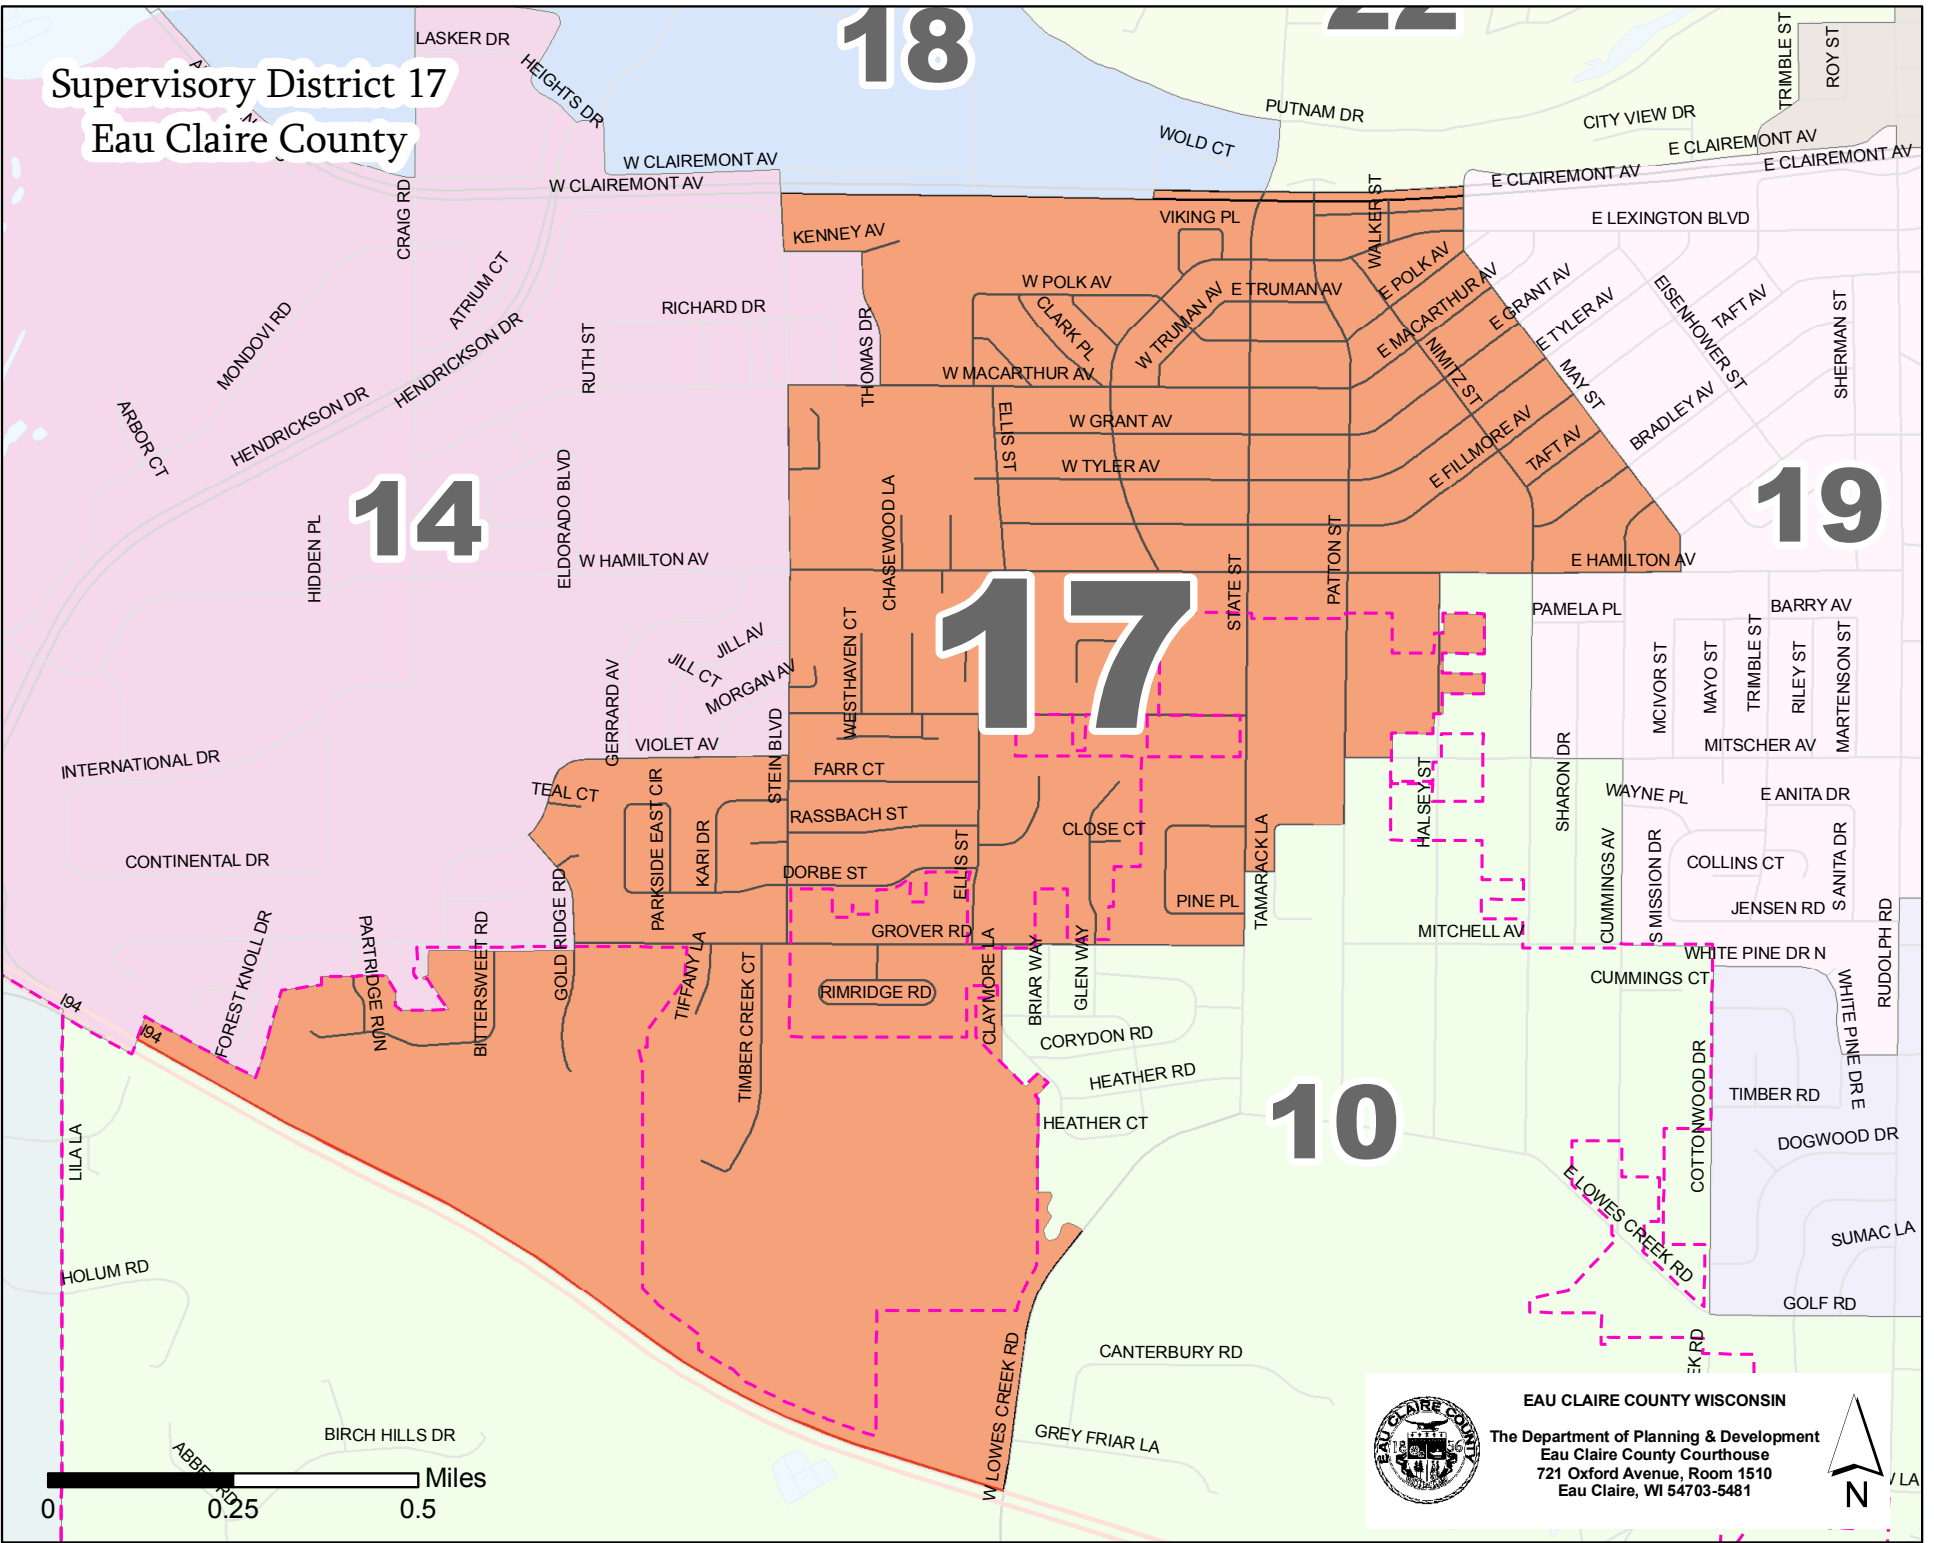 Supervisory District 17
Eau Claire County
18
22
LASKER DR
HEIGHTS DR
TRIMBLE ST
ROY ST
PUTNAM DR
CITY VIEW DR
WOLD CT
E CLAIREMONT AV
E CLAIREMONT AV
E CLAIREMONT AV
W CLAIREMONT AV
W CLAIREMONT AV
CRAIG RD
KENNEY AV
VIKING PL
WALKER ST
E LEXINGTON BLVD
ATRIUM CT
MONDOVI RD
HENDRICKSON DR
HENDRICKSON DR
ARBOR CT
RICHARD DR
RUTH ST
THOMAS DR
W POLK AV
CLARK PL
W TRUMAN AV
E TRUMAN AV
E POLK AV
E MACARTHUR AV
E GRANT AV
E TYLER AV
EISENHOWER ST
TAFT AV
SHERMAN ST
W MACARTHUR AV
NIMITZ ST
MAY ST
BRADLEY AV
ELLIS ST
W GRANT AV
W TYLER AV
E FILLMORE AV
TAFT AV
14
19
HIDDEN PL
ELDORADO BLVD
W HAMILTON AV
CHASEWOOD LA
STATE ST
PATTON ST
E HAMILTON AV
17
PAMELA PL
BARRY AV
JILL AV
JILL CT
MORGAN AV
WESTHAVEN CT
MCIVOR ST
MAYO ST
TRIMBLE ST
RILEY ST
MARTENSON ST
GERRARD AV
STEIN BLVD
VIOLET AV
MITSCHER AV
INTERNATIONAL DR
TEAL CT
FARR CT
HALSEY ST
SHARON DR
WAYNE PL
E ANITA DR
PARKSIDE EAST CIR
KARI DR
RASSBACH ST
CLOSE CT
CONTINENTAL DR
DORBE ST
ELLIS ST
TAMARACK LA
CUMMINGS AV
S MISSION DR
COLLINS CT
S ANITA DR
GOLD RIDGE RD
PINE PL
JENSEN RD
FOREST KNOLL DR
PARTRIDGE RUN
BITTERSWEET RD
GROVER RD
MITCHELL AV
RUDOLPH RD
TIFFANY LA
TIMBER CREEK CT
CLAYMORE LA
BRIAR WAY
GLEN WAY
WHITE PINE DR N
CUMMINGS CT
RIMRIDGE RD
WHITE PINE DR E
I94
I94
CORYDON RD
HEATHER RD
HEATHER CT
10
COTTONWOOD DR
TIMBER RD
DOGWOOD DR
LILA LA
E LOWES CREEK RD
SUMAC LA
HOLUM RD
GOLF RD
W LOWES CREEK RD
CANTERBURY RD
EK RD
GREY FRIAR LA
BIRCH HILLS DR
Miles
0
0.25
0.5
EAU CLAIRE COUNTY
1856
EAU CLAIRE COUNTY WISCONSIN
The Department of Planning & Development
Eau Claire County Courthouse
721 Oxford Avenue, Room 1510
Eau Claire, WI 54703-5481
N
LA